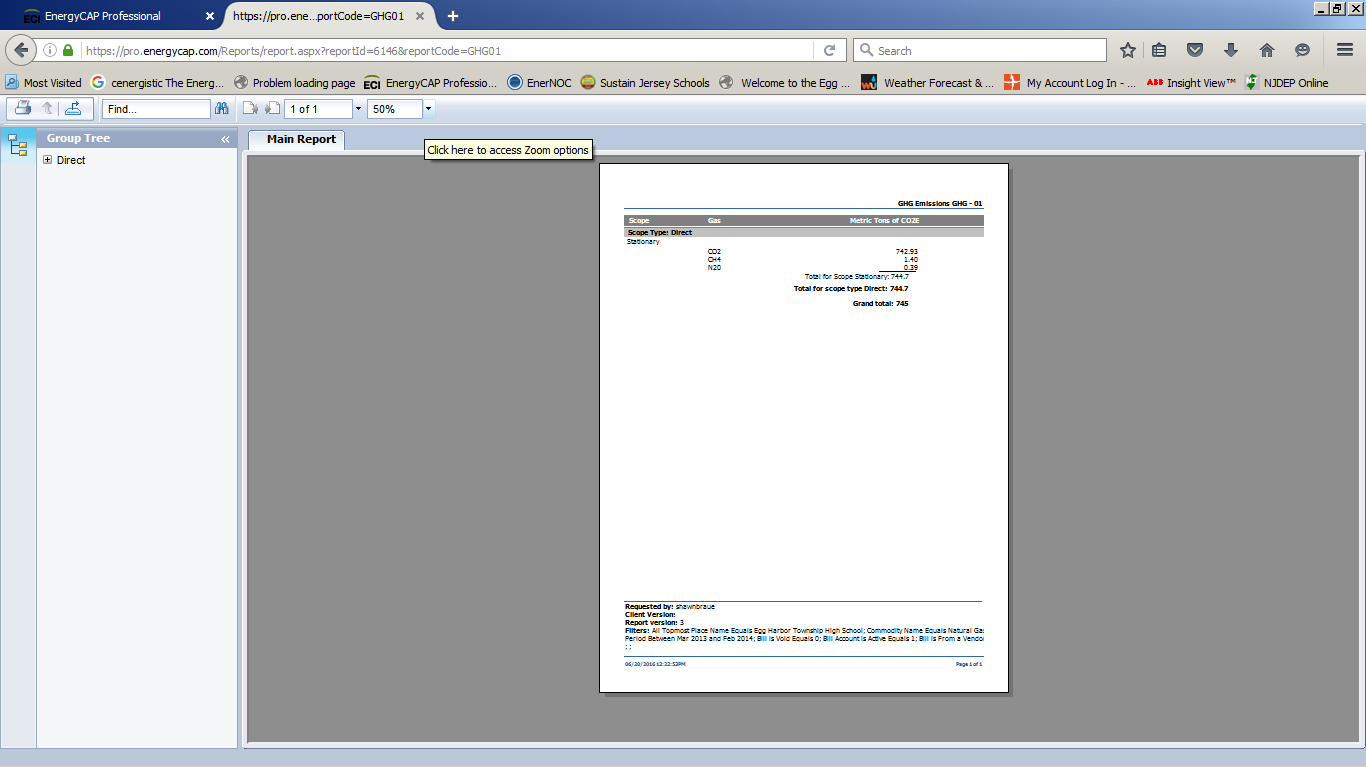 ECI EnergyCAP Professional
https://pro.ene...portCode=GHG01
https://pro.energycap.com/Reports/report.aspx?reportId=6146&reportCode=GHG01
Search
Most Visited
cenergistic The Energ...
Problem loading page
ECI EnergyCAP Professio...
EnerNOC
Sustain Jersey Schools
Welcome to the Egg ...
Weather Forecast & ...
My Account Log In - ...
ABB Insight View™
NJDEP Online
Find...
1 of 1
50%
Group Tree
«
Main Report
Click here to access Zoom options
Direct
GHG Emissions GHG - 01
Scope Gas Metric Tons of CO2E
Scope Type: Direct
Stationary
CO2 742.93
CH4 1.40
N20 0.39
Total for Scope Stationary: 744.7
Total for scope type Direct: 744.7
Grand total: 745
Requested by: shawnbraue
Client Version:
Report version: 3
Filters: All Topmost Place Name Equals Egg Harbor Township High School; Commodity Name Equals Natural Gas
Period Between Mar 2013 and Feb 2014; Bill is Void Equals 0; Bill Account is Active Equals 1; Bill is From a Vendor
; ;
06/20/2016 12:22:53PM Page 1 of 1